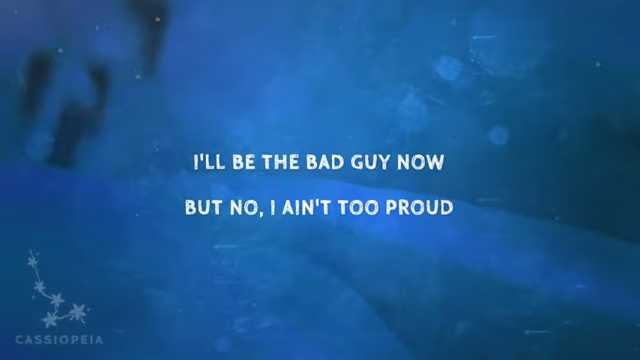 I'LL BE THE BAD GUY NOW
BUT NO, I AIN'T TOO PROUD
CASSIOPEIA